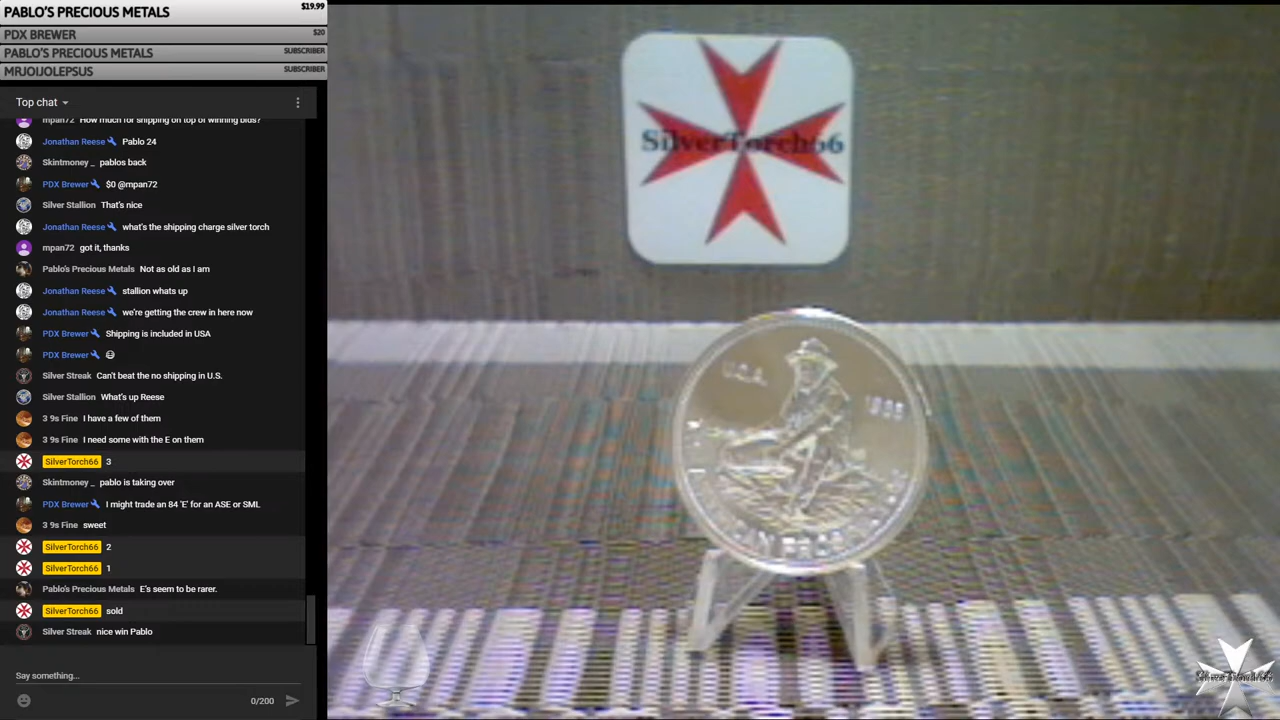 PABLO'S PRECIOUS METALS $19.99
PDX BREWER $20
PABLO'S PRECIOUS METALS SUBSCRIBER
MRJOIJOLEPSUS SUBSCRIBER
Top chat
mpan72 How much for shipping on top of winning bids?
Jonathan Reese Pablo 24
Skintmoney _ pablos back
PDX Brewer $0 @mpan72
Silver Stallion That's nice
Jonathan Reese what's the shipping charge silver torch
mpan72 got it, thanks
Pablo's Precious Metals Not as old as I am
Jonathan Reese stallion whats up
Jonathan Reese we're getting the crew in here now
PDX Brewer Shipping is included in USA
PDX Brewer
Silver Streak Can't beat the no shipping in U.S.
Silver Stallion What's up Reese
3 9s Fine I have a few of them
3 9s Fine I need some with the E on them
SilverTorch66 3
Skintmoney _ pablo is taking over
PDX Brewer I might trade an 84 'E' for an ASE or SML
3 9s Fine sweet
SilverTorch66 2
SilverTorch66 1
Pablo's Precious Metals E's seem to be rarer.
SilverTorch66 sold
Silver Streak nice win Pablo
Say something...
0/200
SilverTorch66
U.S.A.
SilverTorch66